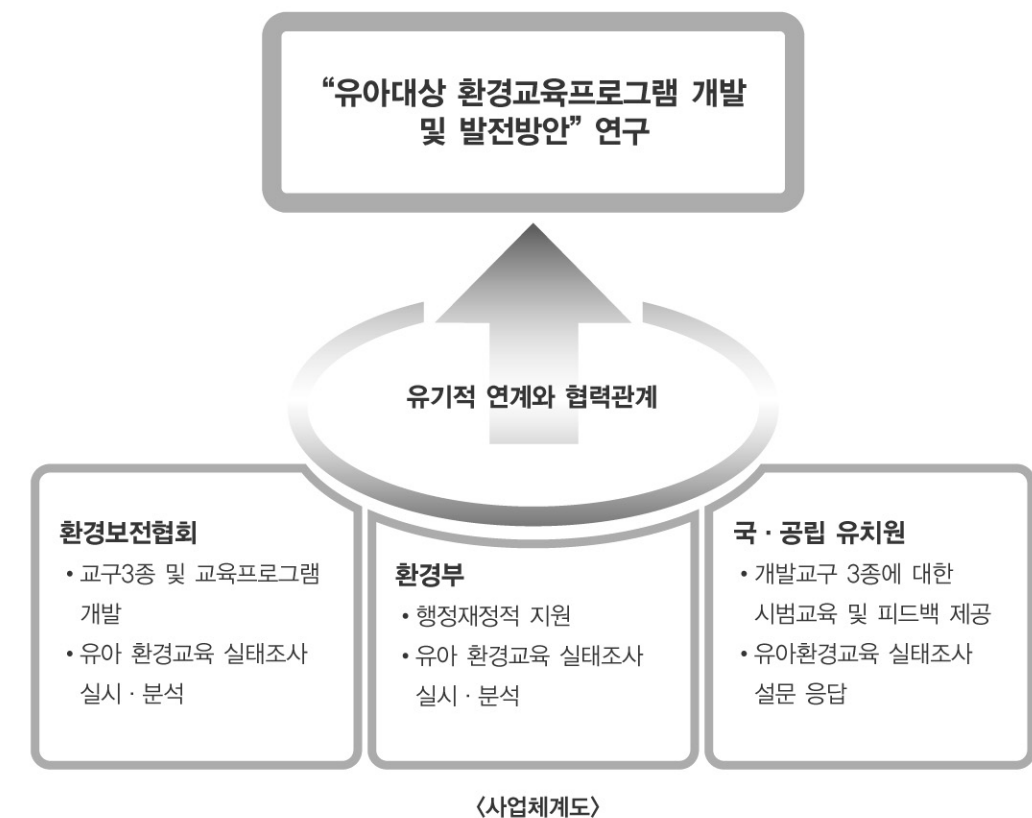 “유아대상 환경교육프로그램 개발
및 발전방안” 연구
유기적 연계와 협력관계
환경보전협회
• 교구3종 및 교육프로그램
개발
• 유아 환경교육 실태조사
실시 · 분석
환경부
• 행정재정적 지원
• 유아 환경교육 실태조사
실시 · 분석
국 · 공립 유치원
• 개발교구 3종에 대한
시범교육 및 피드백 제공
• 유아환경교육 실태조사
설문 응답
〈사업체계도〉